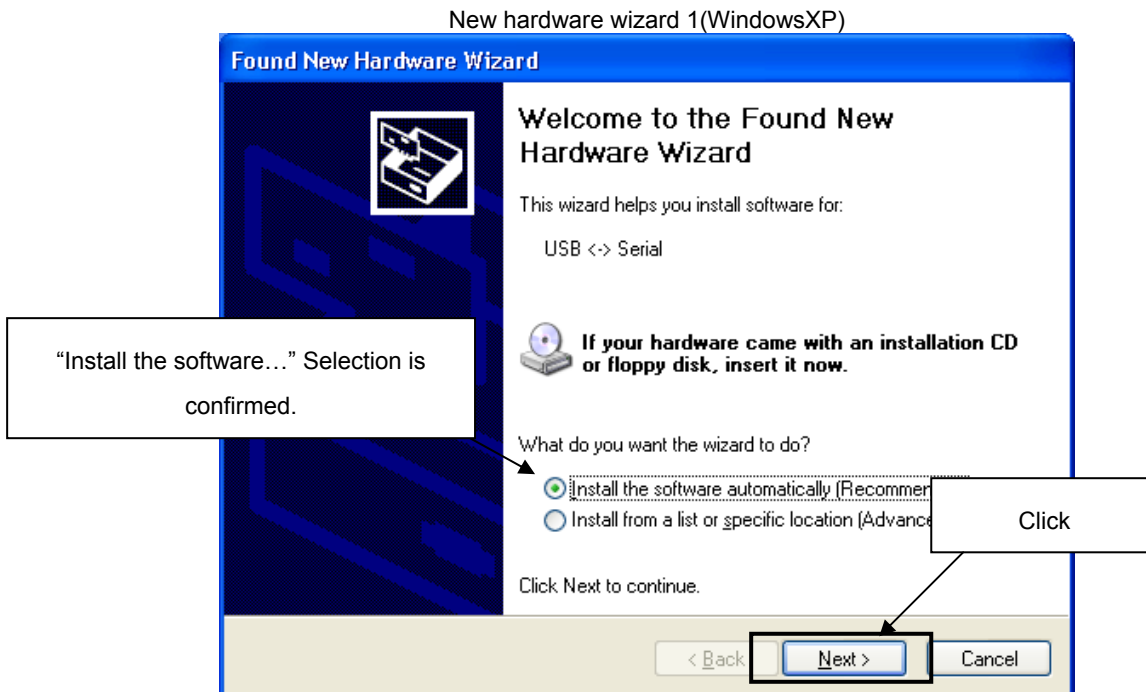 New hardware wizard 1(WindowsXP)
Found New Hardware Wizard
Welcome to the Found New
Hardware Wizard
This wizard helps you install software for:
USB <-> Serial
If your hardware came with an installation CD
or floppy disk, insert it now.
“Install the software…” Selection is
confirmed.
What do you want the wizard to do?
Install the software automatically (Recommen
Install from a list or specific location (Advance
Click
Click Next to continue.
< Back
Next >
Cancel